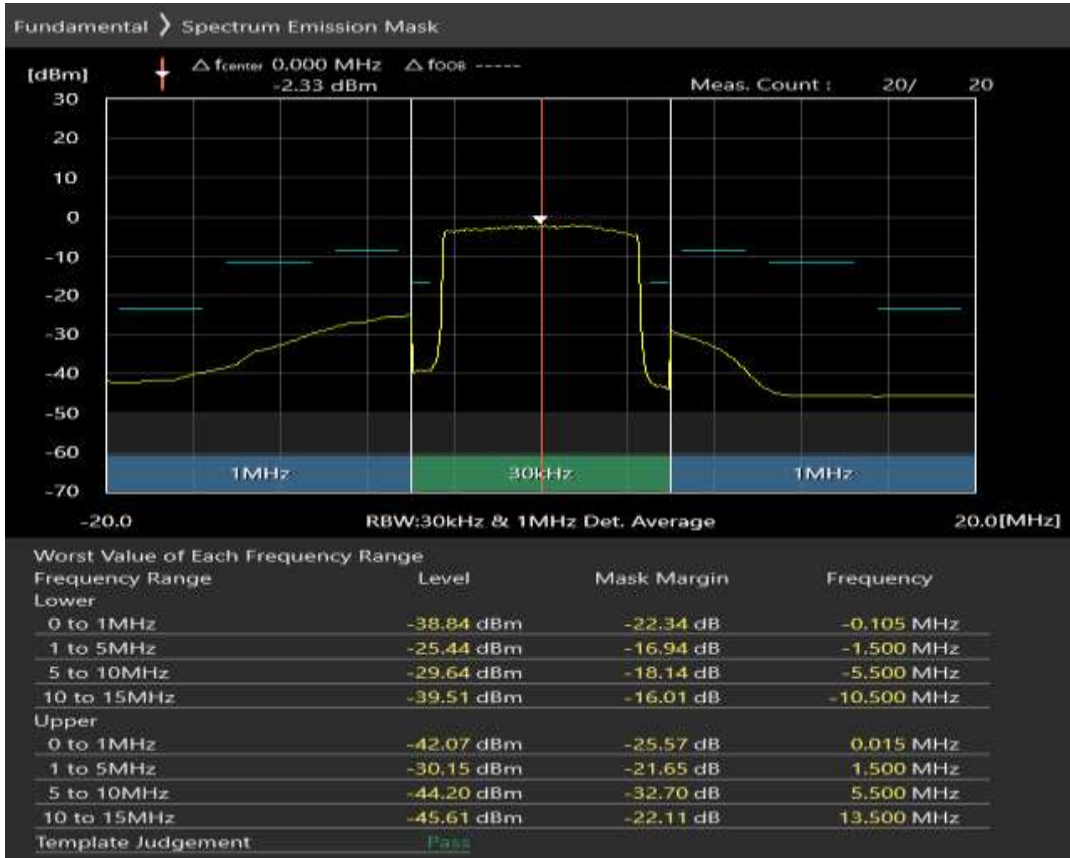 Fundamental ❯ Spectrum Emission Mask
[dBm] △ fcenter 0.000 MHz △ fOOB -----
-2.33 dBm Meas. Count : 20/ 20
30
20
10
0
-10
-20
-30
-40
-50
-60
1MHz 30kHz 1MHz
-70
-20.0 RBW:30kHz & 1MHz Det. Average 20.0[MHz]
Worst Value of Each Frequency Range
Frequency Range Level Mask Margin Frequency
Lower
0 to 1MHz -38.84 dBm -22.34 dB -0.105 MHz
1 to 5MHz -25.44 dBm -16.94 dB -1.500 MHz
5 to 10MHz -29.64 dBm -18.14 dB -5.500 MHz
10 to 15MHz -39.51 dBm -16.01 dB -10.500 MHz
Upper
0 to 1MHz -42.07 dBm -25.57 dB 0.015 MHz
1 to 5MHz -30.15 dBm -21.65 dB 1.500 MHz
5 to 10MHz -44.20 dBm -32.70 dB 5.500 MHz
10 to 15MHz -45.61 dBm -22.11 dB 13.500 MHz
Template Judgement Pass